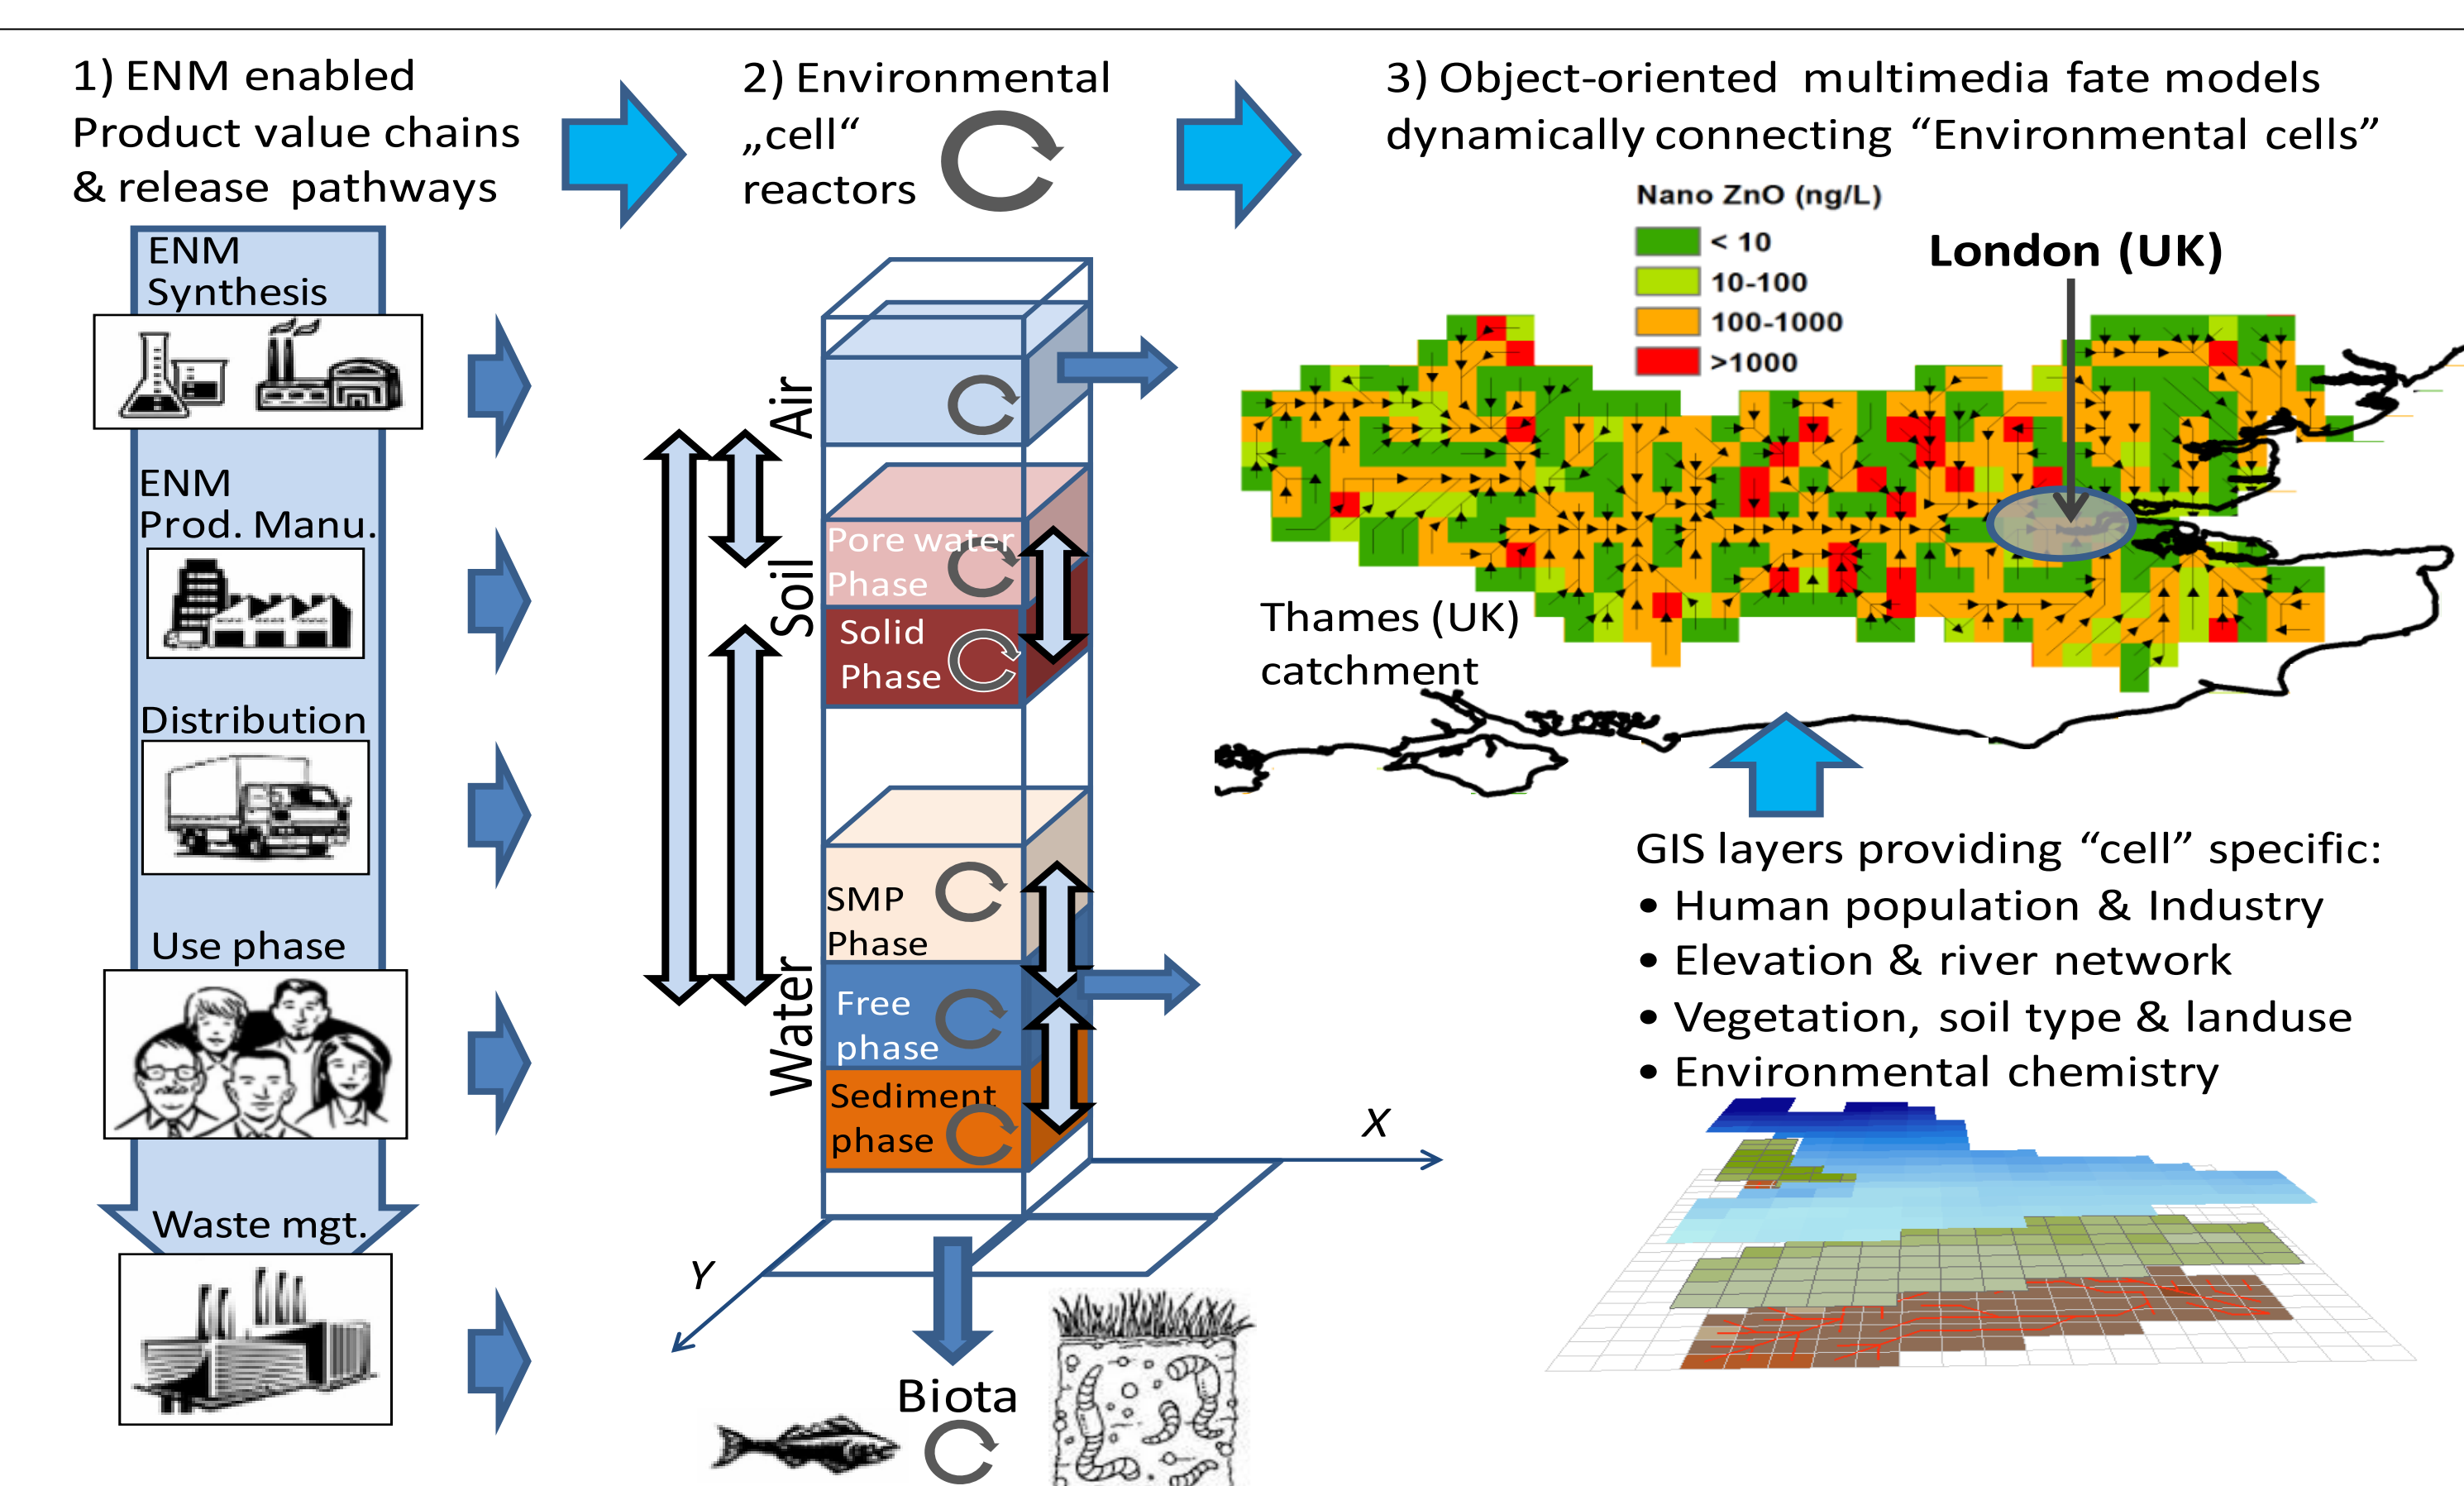 1) ENM enabled
Product value chains
& release pathways
ENM
Synthesis
ENM
Prod. Manu.
Distribution
Use phase
Waste mgt.
2) Environmental
„cell“
reactors
Air
Soil
Water
Pore water
Phase
Solid
Phase
SMP
Phase
Free
phase
Sediment
phase
X
Y
Biota
3) Object-oriented multimedia fate models
dynamically connecting “Environmental cells”
Nano ZnO (ng/L)
< 10
10-100
100-1000
>1000
London (UK)
Thames (UK)
catchment
GIS layers providing “cell” specific:
• Human population & Industry
• Elevation & river network
• Vegetation, soil type & landuse
• Environmental chemistry